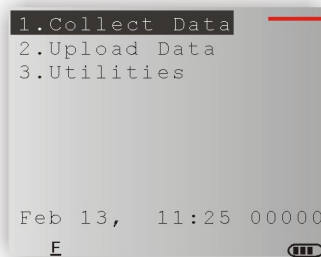 1.Collect Data
2.Upload Data
3.Utilities
Feb 13, 11:25 00000
F